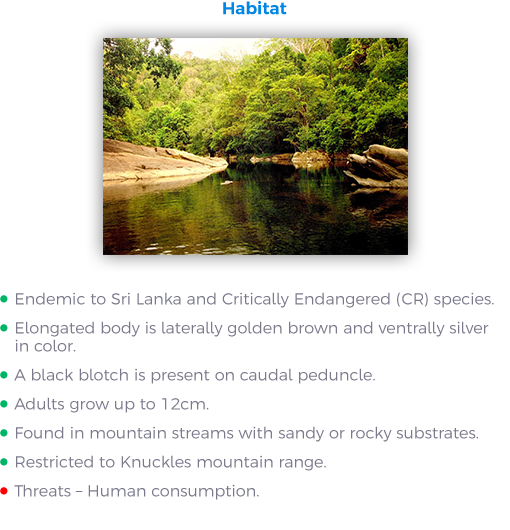 Habitat
Endemic to Sri Lanka and Critically Endangered (CR) species.
Elongated body is laterally golden brown and ventrally silver
in color.
A black blotch is present on caudal peduncle.
Adults grow up to 12cm.
Found in mountain streams with sandy or rocky substrates.
Restricted to Knuckles mountain range.
Threats – Human consumption.